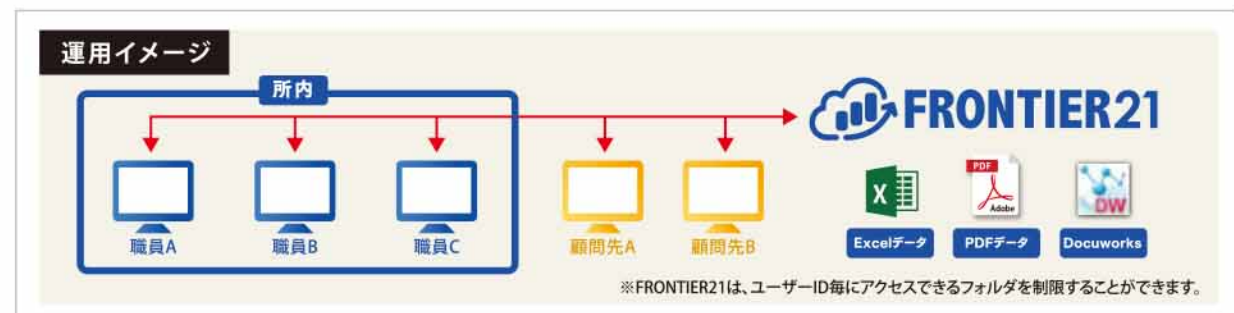 運用イメージ
所内
FRONTIER21
職員A
職員B
職員C
顧問先A
顧問先B
X
PDF
Adobe
DW
Excelデータ
PDFデータ
Docuworks
※FRONTIER21は、ユーザーID毎にアクセスできるフォルダを制限することができます。